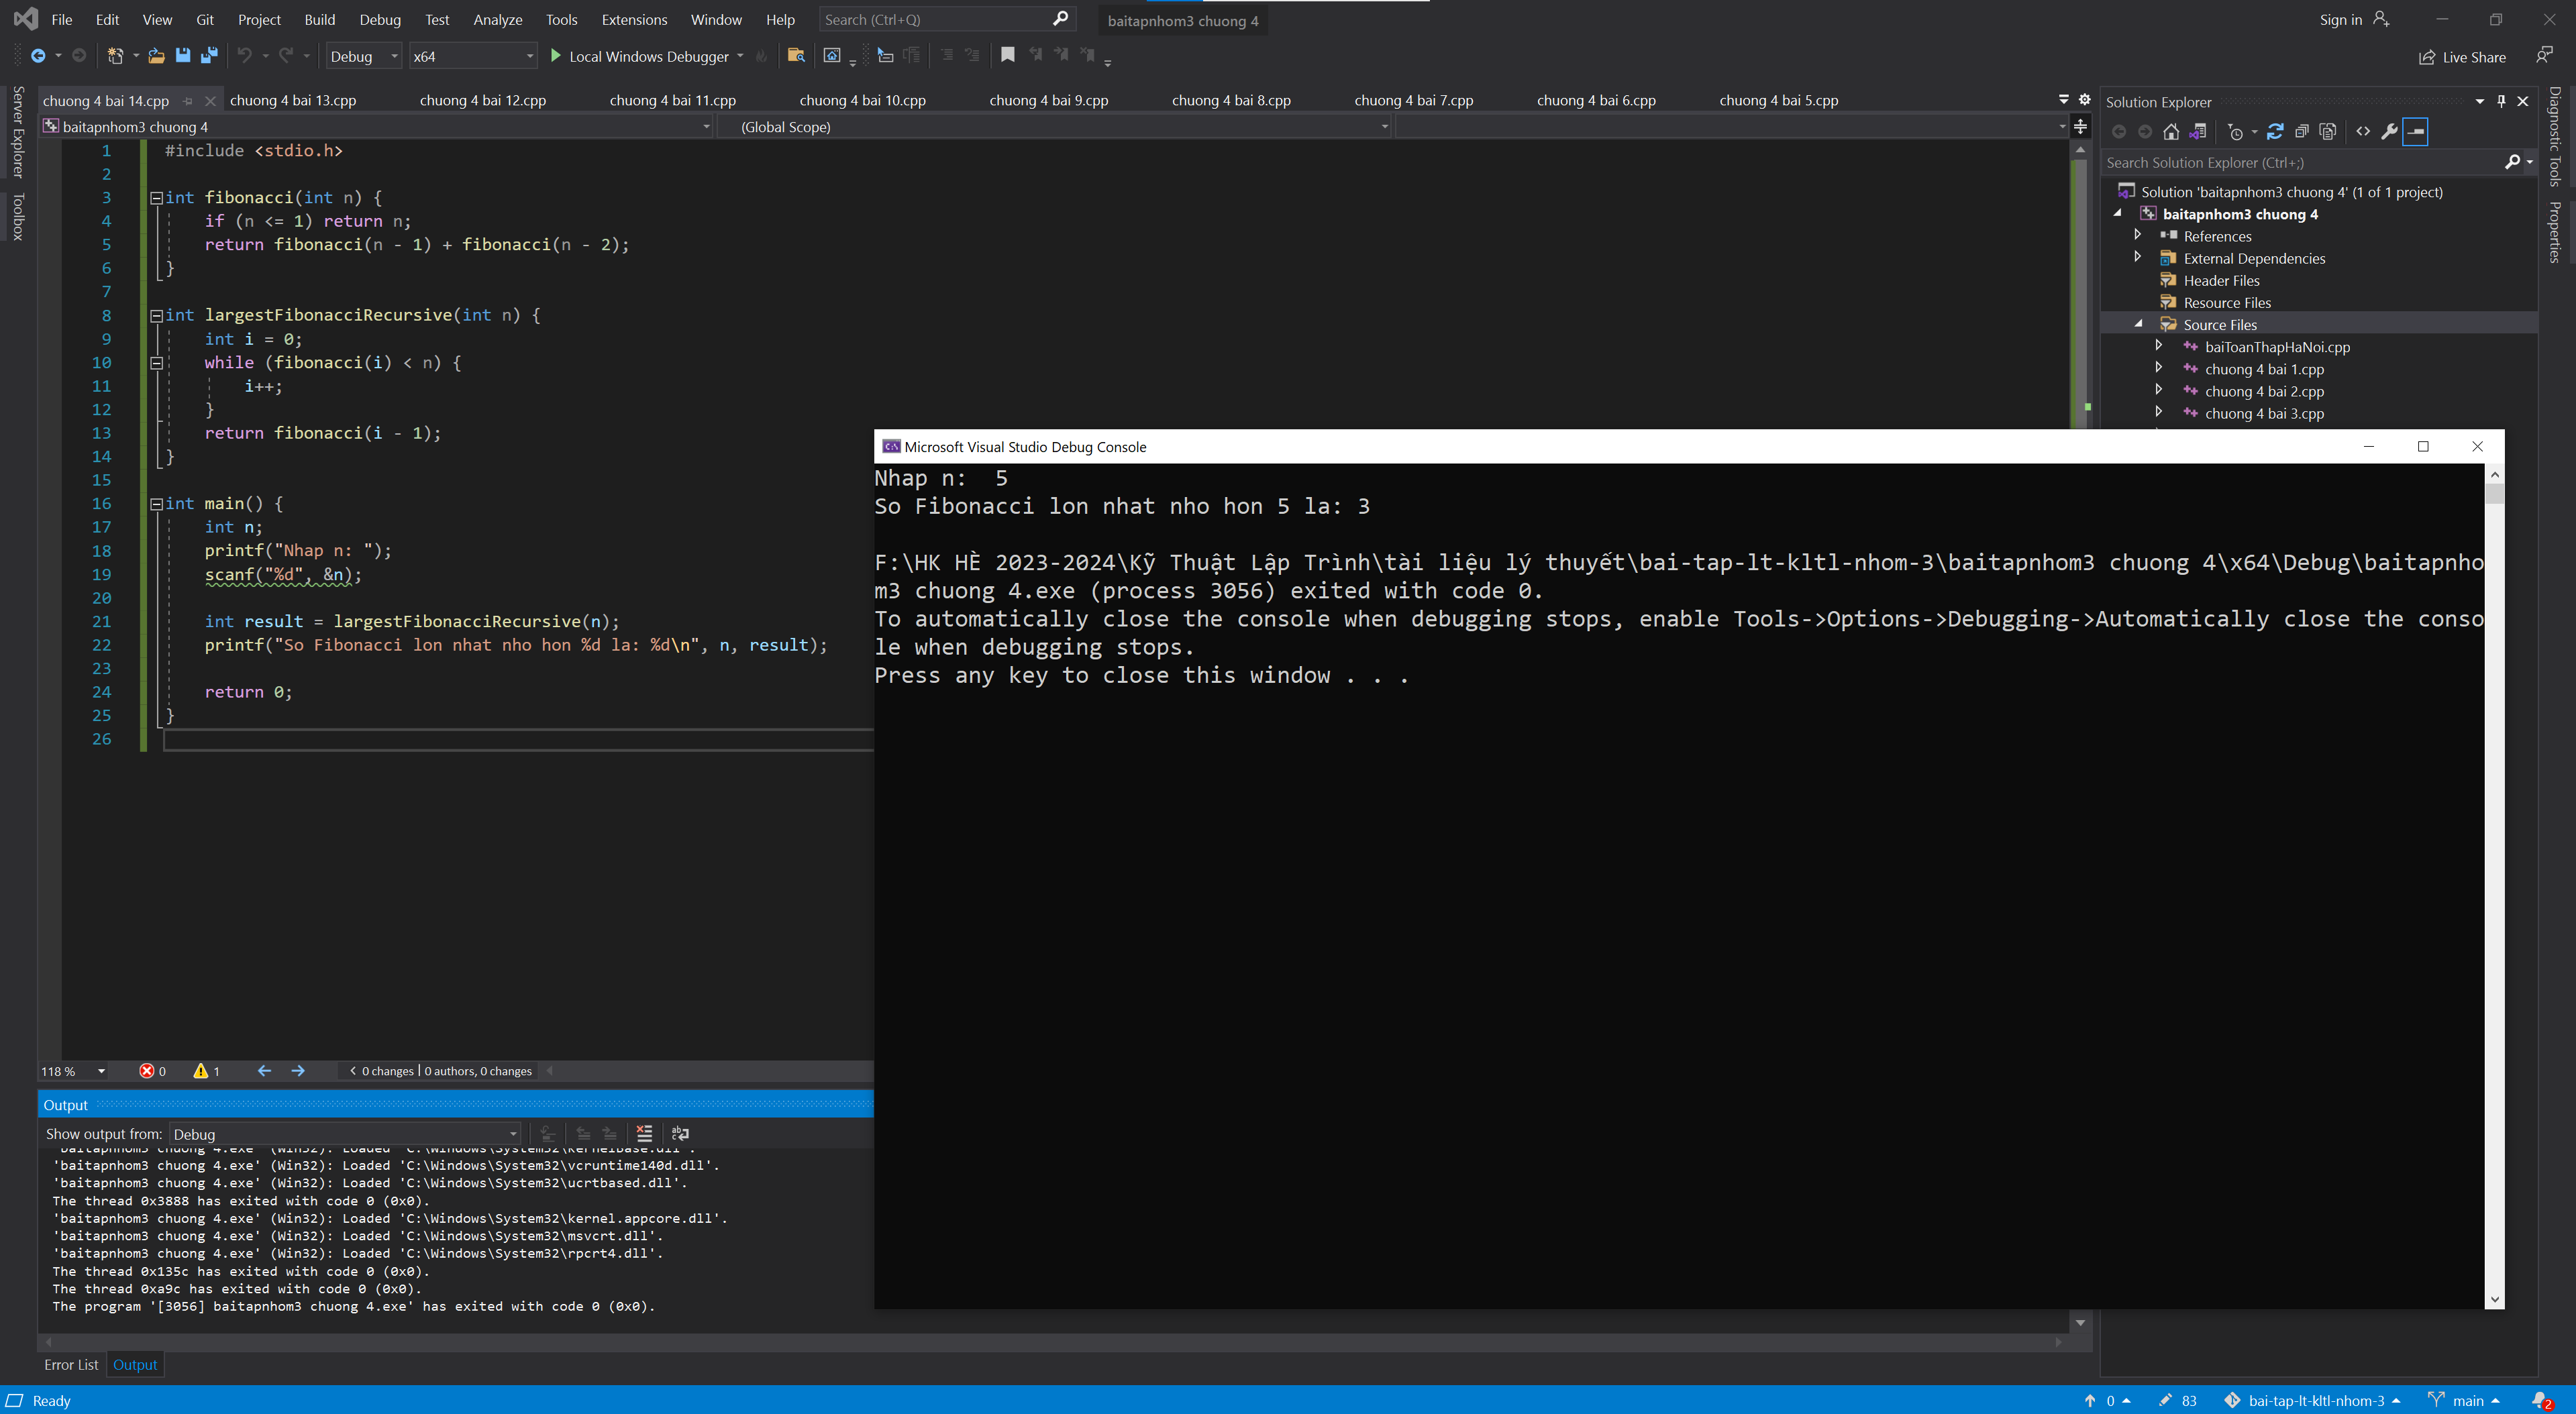 File Edit View Git Project Build Debug Test Analyze Tools Extensions Window Help Search (Ctrl+Q) baitapnhom3 chuong 4 Sign in
Debug x64 Local Windows Debugger Live Share
Server Explorer
Toolbox
chuong 4 bai 14.cpp chuong 4 bai 13.cpp chuong 4 bai 12.cpp chuong 4 bai 11.cpp chuong 4 bai 10.cpp chuong 4 bai 9.cpp chuong 4 bai 8.cpp chuong 4 bai 7.cpp chuong 4 bai 6.cpp chuong 4 bai 5.cpp
baitapnhom3 chuong 4 (Global Scope)
1 #include <stdio.h>
2
3 int fibonacci(int n) {
4 if (n <= 1) return n;
5 return fibonacci(n - 1) + fibonacci(n - 2);
6 }
7
8 int largestFibonacciRecursive(int n) {
9 int i = 0;
10 while (fibonacci(i) < n) {
11 i++;
12 }
13 return fibonacci(i - 1);
14 }
15
16 int main() {
17 int n;
18 printf("Nhap n: ");
19 scanf("%d", &n);
20
21 int result = largestFibonacciRecursive(n);
22 printf("So Fibonacci lon nhat nho hon %d la: %d\n", n, result);
23
24 return 0;
25 }
26
118 % 0 1 0 changes | 0 authors, 0 changes
Output
Show output from: Debug
'baitapnhom3 chuong 4.exe' (Win32): Loaded 'C:\Windows\System32\KernelBase.dll'.
'baitapnhom3 chuong 4.exe' (Win32): Loaded 'C:\Windows\System32\vcruntime140d.dll'.
'baitapnhom3 chuong 4.exe' (Win32): Loaded 'C:\Windows\System32\ucrtbased.dll'.
The thread 0x3888 has exited with code 0 (0x0).
'baitapnhom3 chuong 4.exe' (Win32): Loaded 'C:\Windows\System32\kernel.appcore.dll'.
'baitapnhom3 chuong 4.exe' (Win32): Loaded 'C:\Windows\System32\msvcrt.dll'.
'baitapnhom3 chuong 4.exe' (Win32): Loaded 'C:\Windows\System32\rpcrt4.dll'.
The thread 0x135c has exited with code 0 (0x0).
The thread 0xa9c has exited with code 0 (0x0).
The program '[3056] baitapnhom3 chuong 4.exe' has exited with code 0 (0x0).
Error List Output
Microsoft Visual Studio Debug Console
Nhap n:  5
So Fibonacci lon nhat nho hon 5 la: 3
F:\HK HÈ 2023-2024\Kỹ Thuật Lập Trình\tài liệu lý thuyết\bai-tap-lt-kltl-nhom-3\baitapnhom3 chuong 4\x64\Debug\baitapnho
m3 chuong 4.exe (process 3056) exited with code 0.
To automatically close the console when debugging stops, enable Tools->Options->Debugging->Automatically close the conso
le when debugging stops.
Press any key to close this window . . .
Solution Explorer
Search Solution Explorer (Ctrl+;)
Solution 'baitapnhom3 chuong 4' (1 of 1 project)
baitapnhom3 chuong 4
References
External Dependencies
Header Files
Resource Files
Source Files
baiToanThapHaNoi.cpp
chuong 4 bai 1.cpp
chuong 4 bai 2.cpp
chuong 4 bai 3.cpp
Diagnostic Tools
Properties
Ready 0 83 bai-tap-lt-kltl-nhom-3 main 2